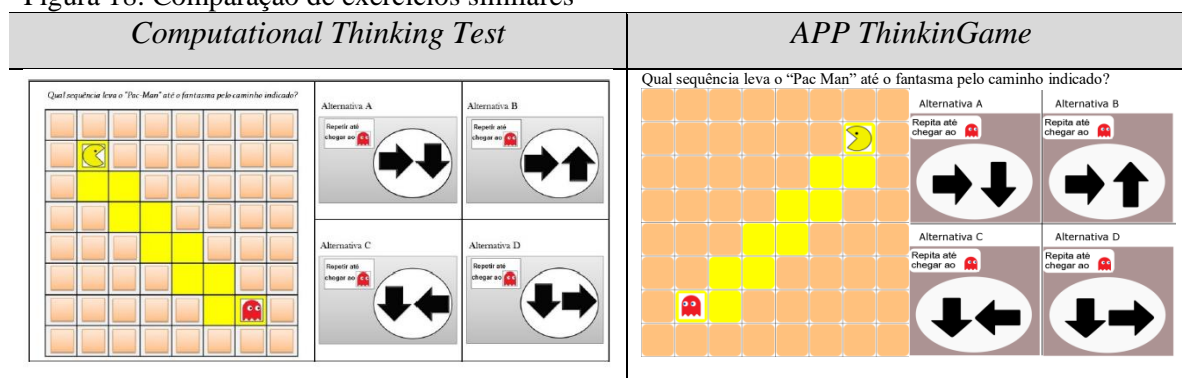 Figura 18: Comparação de exercícios similares
Computational Thinking Test
APP ThinkinGame
Qual sequência leva o "Pac-Man" até o fantasma pelo caminho indicado?
Alternativa A
Repetir até
chegar ao
Alternativa B
Repetir até
chegar ao
Alternativa C
Repetir até
chegar ao
Alternativa D
Repetir até
chegar ao
Qual sequência leva o “Pac Man” até o fantasma pelo caminho indicado?
Alternativa A
Repita até
chegar ao
Alternativa B
Repita até
chegar ao
Alternativa C
Repita até
chegar ao
Alternativa D
Repita até
chegar ao